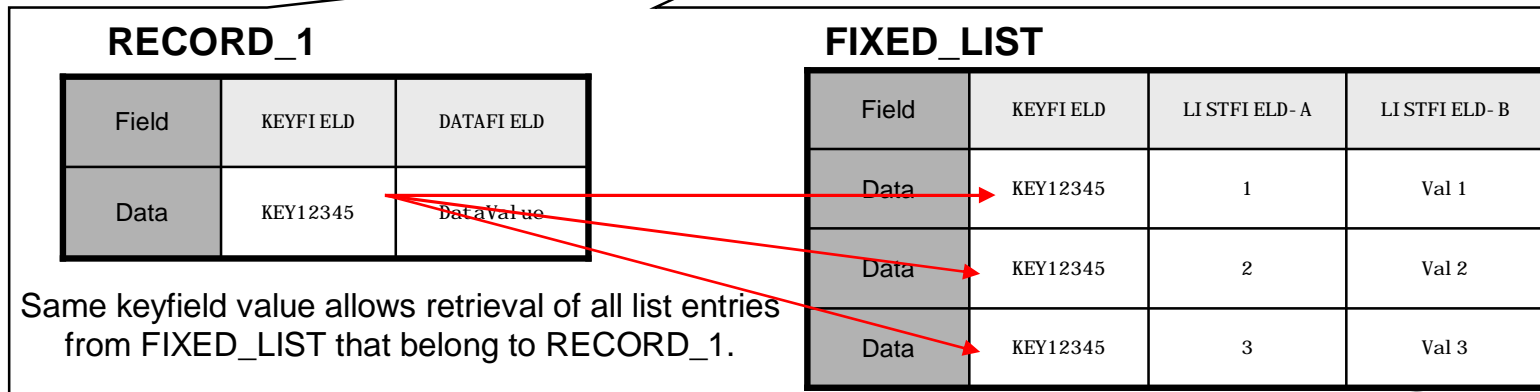 RECORD_1
Field KEYFIELD DATAFIELD
Data KEY12345 DataValue
Same keyfield value allows retrieval of all list entries
from FIXED_LIST that belong to RECORD_1.
FIXED_LIST
Field KEYFIELD LISTFIELD-A LISTFIELD-B
Data KEY12345 1 Val 1
Data KEY12345 2 Val 2
Data KEY12345 3 Val 3